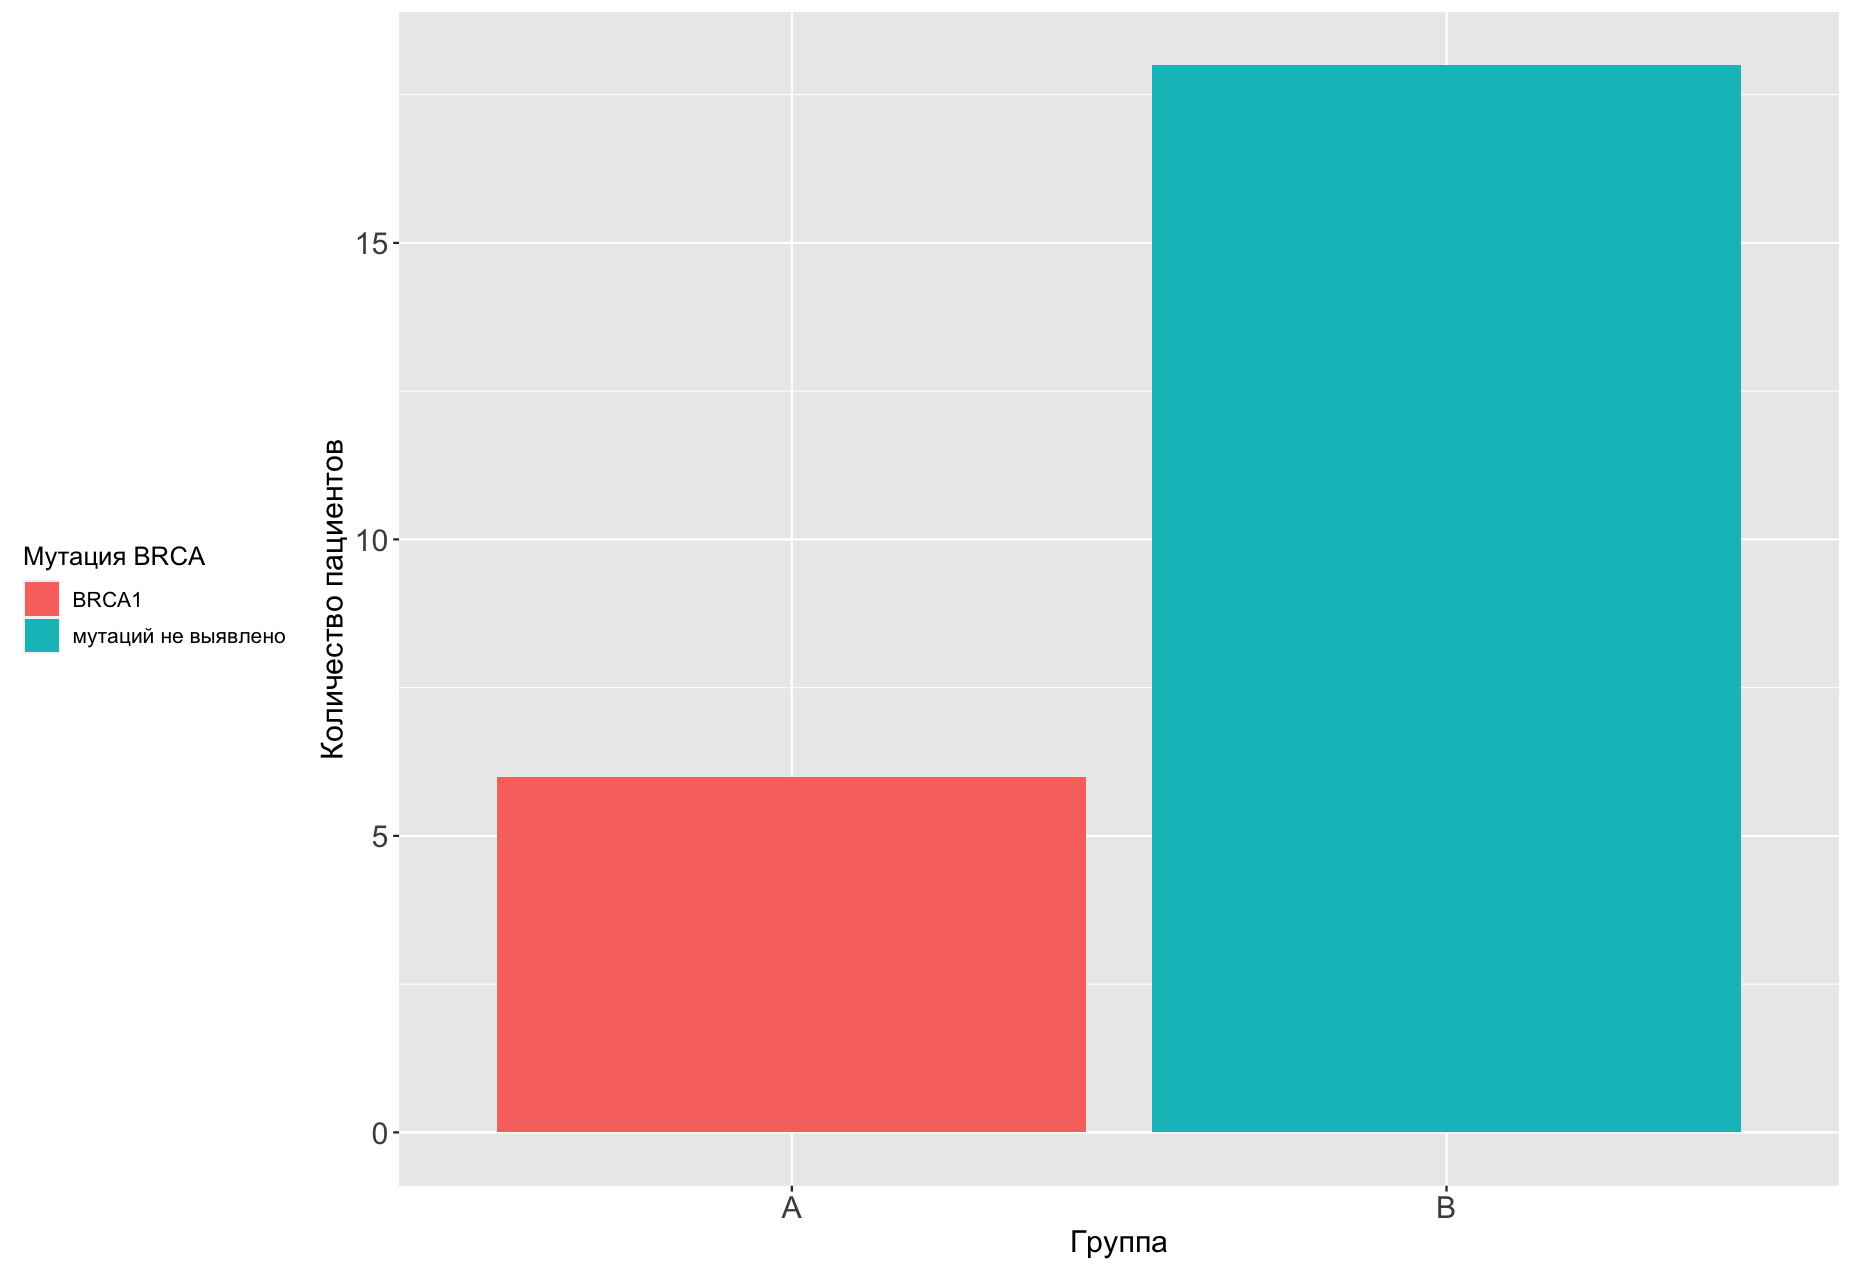 Мутация BRCA
BRCA1
мутаций не выявлено
Количество пациентов
15
10
5
0
A
B
Группа